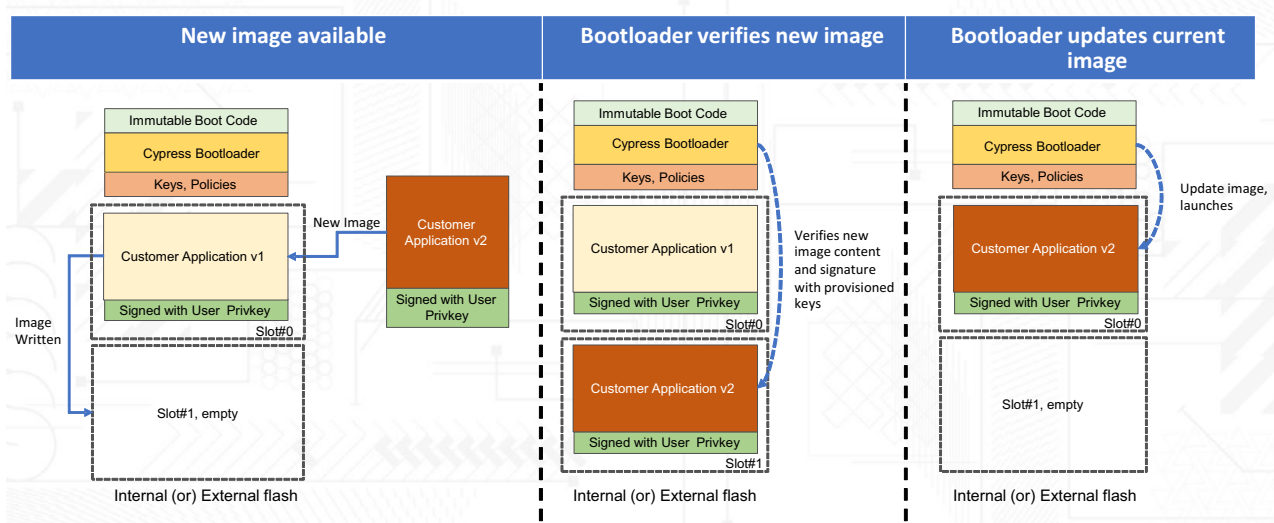 New image available
Immutable Boot Code
Cypress Bootloader
Keys, Policies
New Image
Customer
Application v2
Customer Application v1
Signed with User
Privkey
Signed with User Privkey
Slot#0
Image
Written
Slot#1, empty
Internal (or) External flash
Bootloader verifies new image
Immutable Boot Code
Cypress Bootloader
Keys, Policies
Customer Application v1
Verifies new
image content
and signature
with provisioned
keys
Signed with User Privkey
Slot#0
Customer Application v2
Signed with User Privkey
Slot#1
Internal (or) External flash
Bootloader updates current
image
Immutable Boot Code
Cypress Bootloader
Keys, Policies
Update image,
launches
Customer Application v2
Signed with User Privkey
Slot#0
Slot#1, empty
Internal (or) External flash